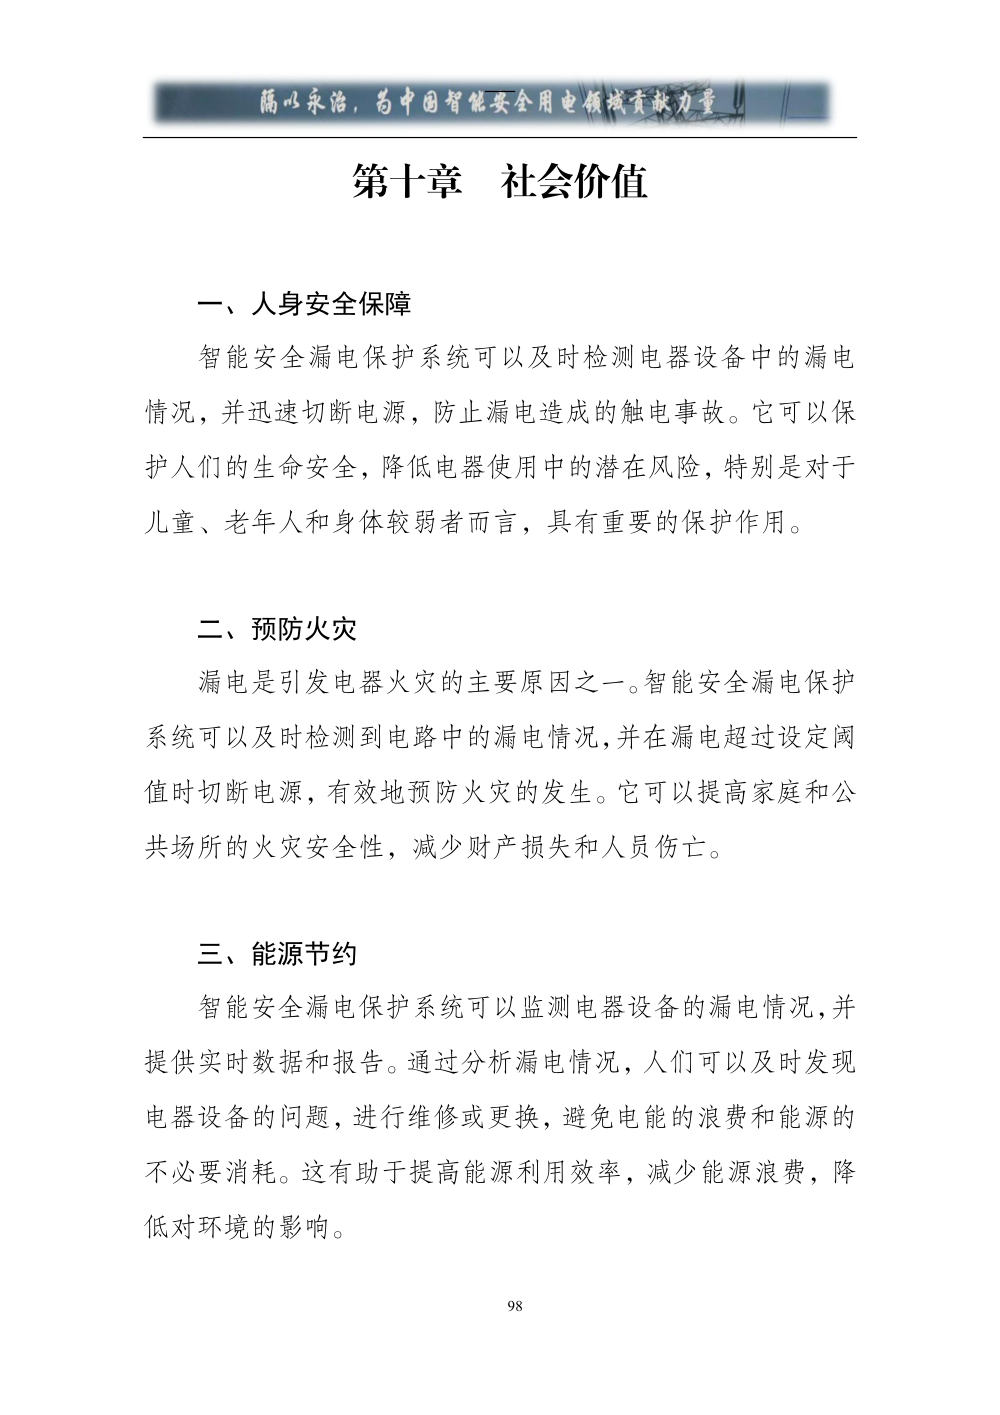 隔以永治，为中国智能安全用电领域贡献力量
第十章 社会价值
一、人身安全保障
智能安全漏电保护系统可以及时检测电器设备中的漏电
情况，并迅速切断电源，防止漏电造成的触电事故。它可以保
护人们的生命安全，降低电器使用中的潜在风险，特别是对于
儿童、老年人和身体较弱者而言，具有重要的保护作用。
二、预防火灾
漏电是引发电器火灾的主要原因之一。智能安全漏电保护
系统可以及时检测到电路中的漏电情况，并在漏电超过设定阈
值时切断电源，有效地预防火灾的发生。它可以提高家庭和公
共场所的火灾安全性，减少财产损失和人员伤亡。
三、能源节约
智能安全漏电保护系统可以监测电器设备的漏电情况，并
提供实时数据和报告。通过分析漏电情况，人们可以及时发现
电器设备的问题，进行维修或更换，避免电能的浪费和能源的
不必要消耗。这有助于提高能源利用效率，减少能源浪费，降
低对环境的影响。
98